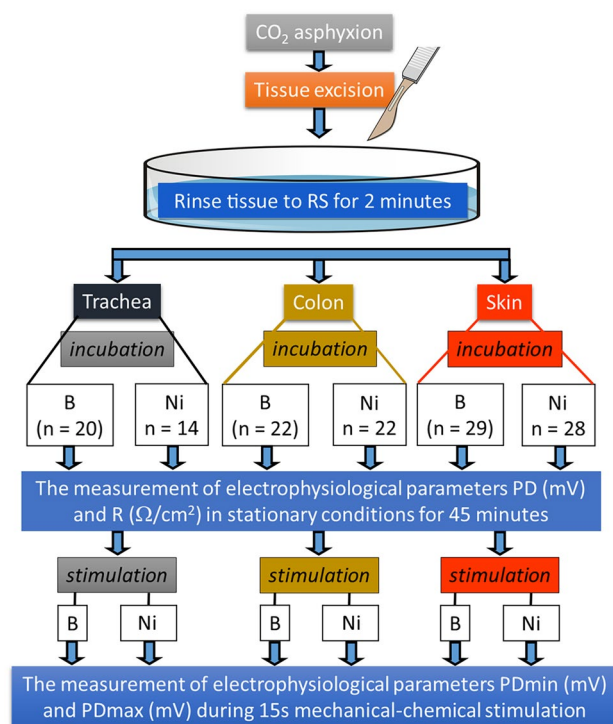 CO₂ asphyxion
Tissue excision
Rinse tissue to RS for 2 minutes
Trachea
Colon
Skin
incubation
incubation
incubation
B
(n = 20)
Ni
n = 14
B
(n = 22)
Ni
n = 22
B
(n = 29)
Ni
n = 28
The measurement of electrophysiological parameters PD (mV)
and R (Ω/cm²) in stationary conditions for 45 minutes
stimulation
stimulation
stimulation
B
Ni
B
Ni
B
Ni
The measurement of electrophysiological parameters PDmin (mV)
and PDmax (mV) during 15s mechanical-chemical stimulation